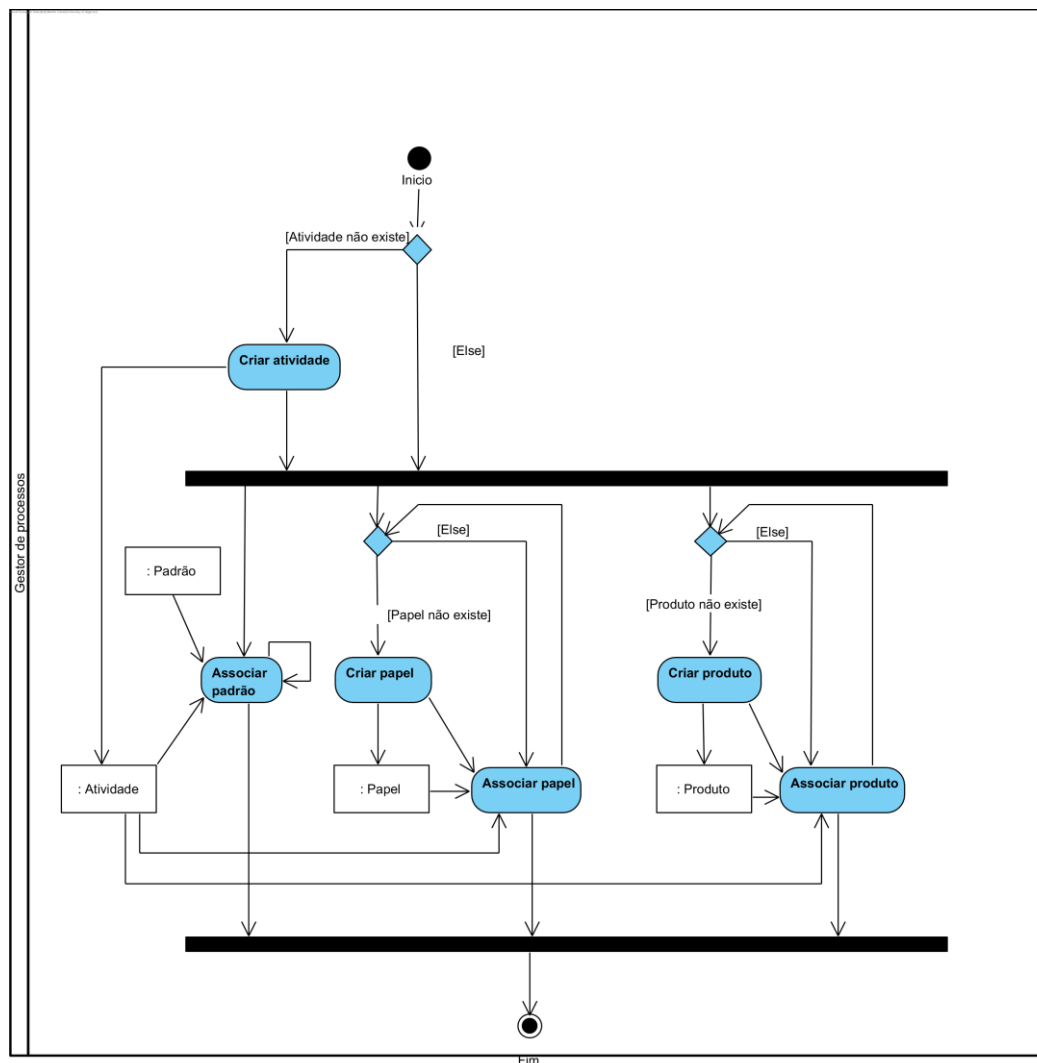 Inicio
[Atividade não existe]
Criar atividade
[Else]
Gestor de processos
[Else]
[Else]
: Padrão
[Papel não existe]
[Produto não existe]
Associar
padrão
Criar papel
Criar produto
: Atividade
: Papel
Associar papel
: Produto
Associar produto
Fim